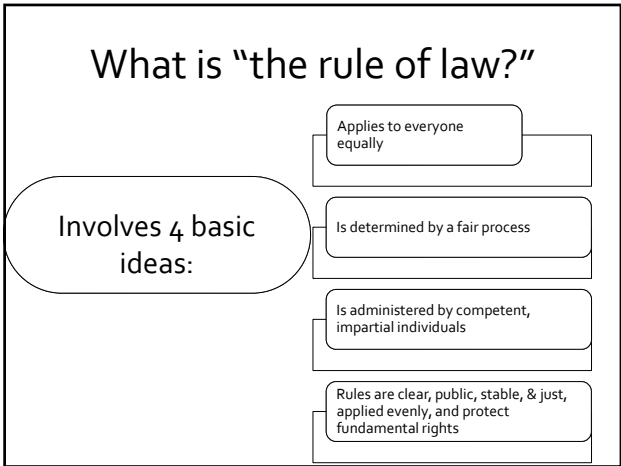 What is “the rule of law?”
Involves 4 basic
ideas:
Applies to everyone
equally
Is determined by a fair process
Is administered by competent,
impartial individuals
Rules are clear, public, stable, & just,
applied evenly, and protect
fundamental rights